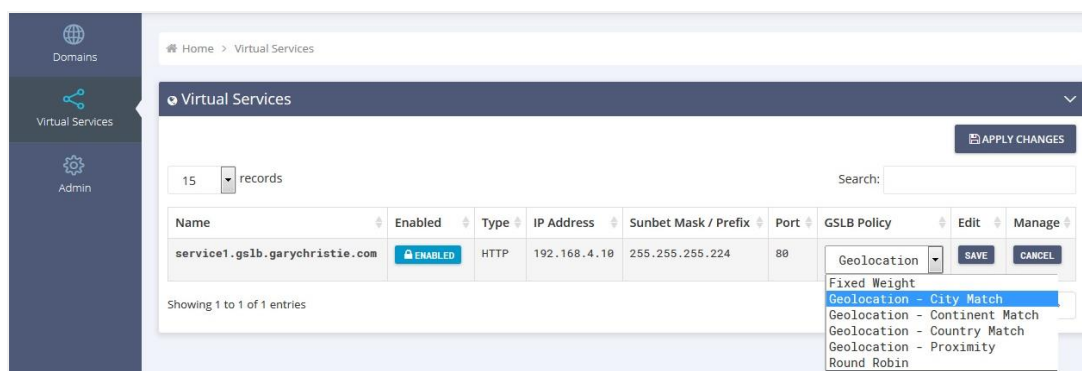 Domains
Virtual Services
Admin
Home > Virtual Services
Virtual Services
APPLY CHANGES
15 records
Search:
Name Enabled Type IP Address Sunbet Mask / Prefix Port GSLB Policy Edit Manage
service1.gslb.garychristie.com ENABLED HTTP 192.168.4.10 255.255.255.224 80 Geolocation SAVE CANCEL
Fixed Weight
Geolocation - City Match
Geolocation - Continent Match
Geolocation - Country Match
Geolocation - Proximity
Round Robin
Showing 1 to 1 of 1 entries